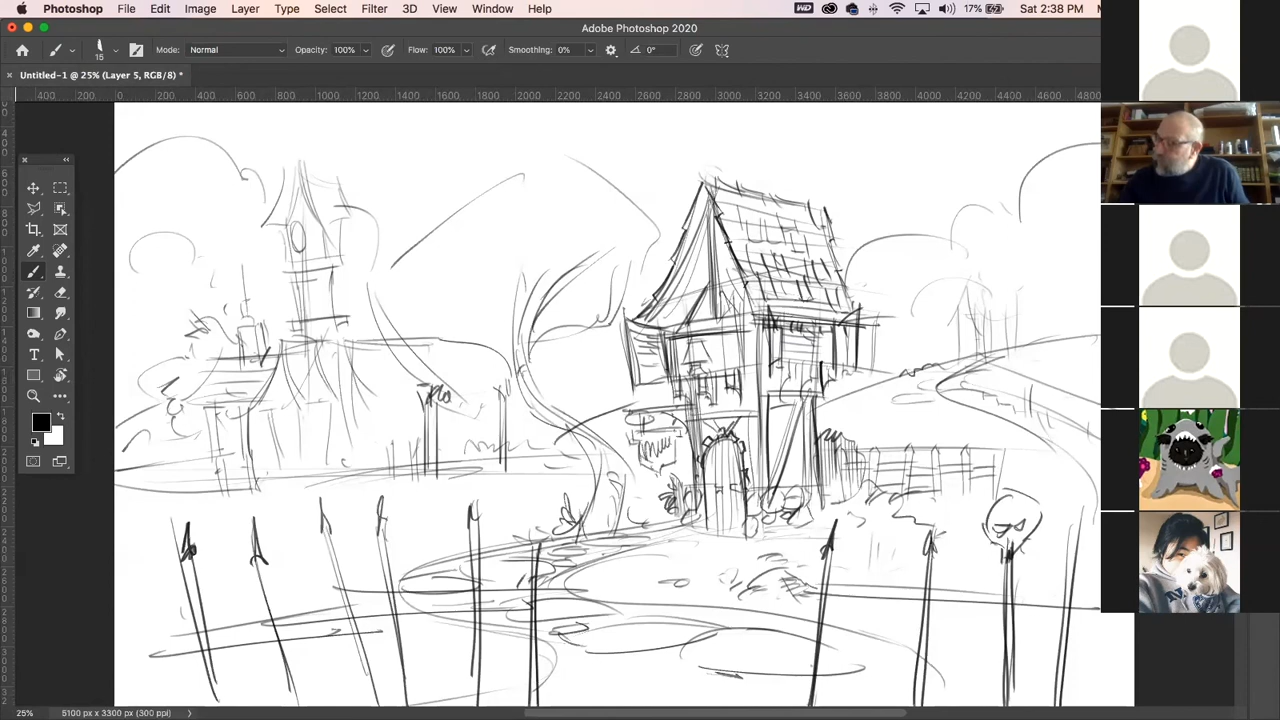 Photoshop File Edit Image Layer Type Select Filter 3D View Window Help 17% Sat 2:38 PM
Adobe Photoshop 2020
15 Mode: Normal Opacity: 100% Flow: 100% Smoothing: 0% 0°
Untitled-1 @ 25% (Layer 5, RGB/8) *
400 200 0 200 400 600 800 1000 1200 1400 1600 1800 2000 2200 2400 2600 2800 3000 3200 3400 3600 3800 4000 4200 4400 4600 4800
25% 5100 px x 3300 px (300 ppi)